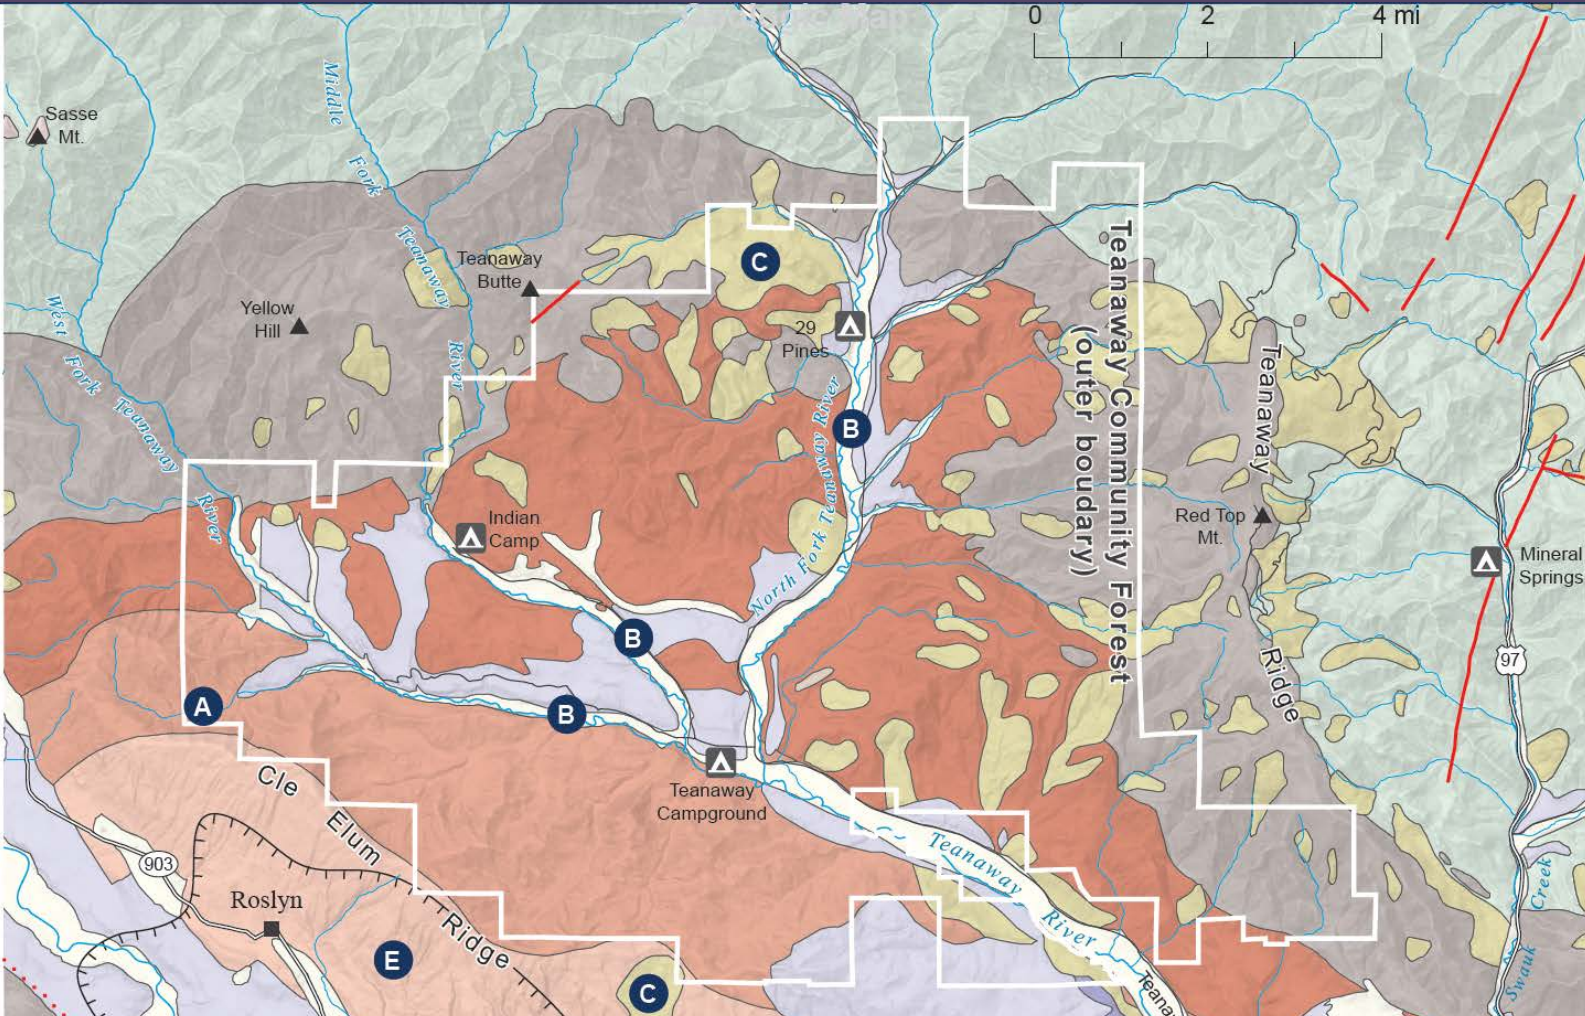 0 2 4 mi
Sasse
Mt.
Middle
Fork
Teanaway
River
Teanaway
Butte
Yellow
Hill
West
Fork
Teanaway
River
C
29
Pines
B
North Fork Teanaway River
Teanaway Community Forest
(outer boudary)
Teanaway
Ridge
Red Top
Mt.
Mineral
Springs
97
Indian
Camp
B
A
B
Teanaway
Campground
Cle
Elum
Ridge
903
Roslyn
E
C
Teanaway
River
Swauk
Creek